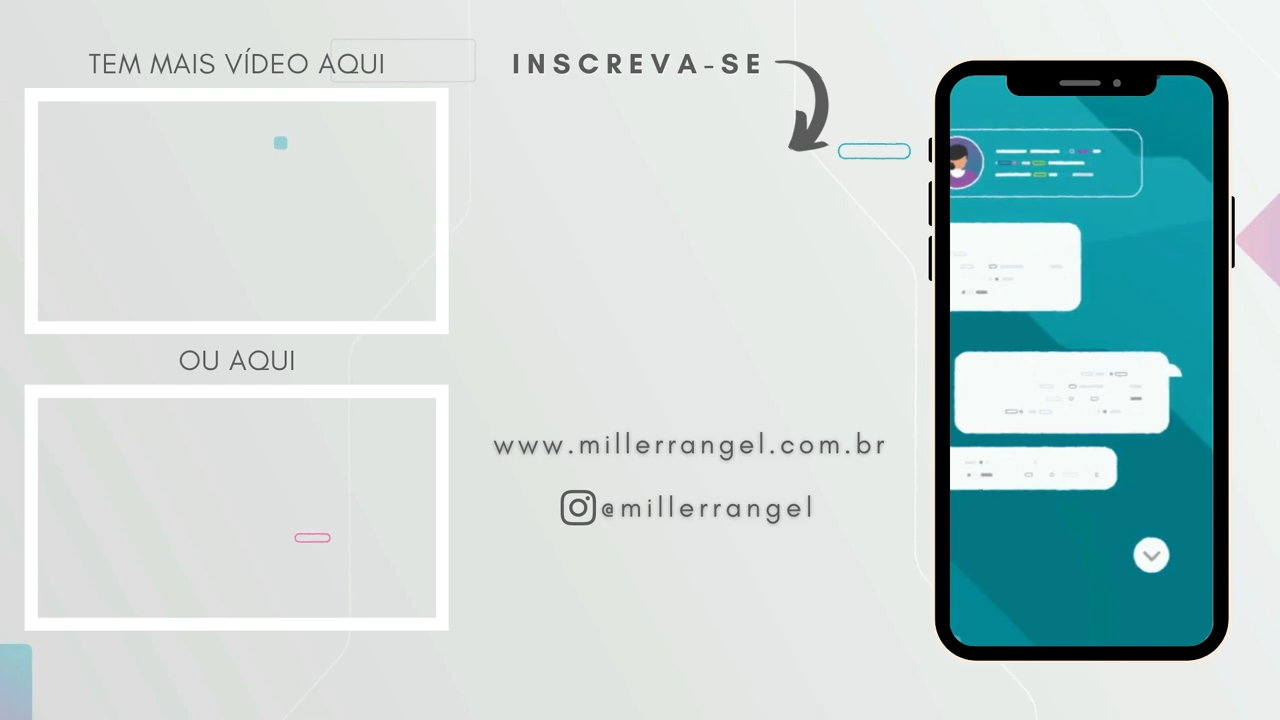 TEM MAIS VÍDEO AQUI
INSCREVA-SE
OU AQUI
www.millerrangel.com.br
@millerrangel